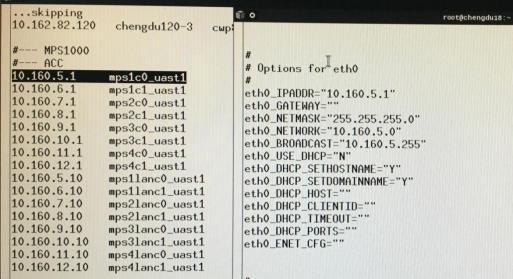 ...skipping
10.162.82.120 chengdu120-3 cwp
#--- MPS1000
#--- ACC
10.160.5.1 mps1c0_uast1
10.160.6.1 mps1c1_uast1
10.160.7.1 mps2c0_uast1
10.160.8.1 mps2c1_uast1
10.160.9.1 mps3c0_uast1
10.160.10.1 mps3c1_uast1
10.160.11.1 mps4c0_uast1
10.160.12.1 mps4c1_uast1
10.160.5.10 mps1lanc0_uast1
10.160.6.10 mps1lanc1_uast1
10.160.7.10 mps2lanc0_uast1
10.160.8.10 mps2lanc1_uast1
10.160.9.10 mps3lanc0_uast1
10.160.10.10 mps3lanc1_uast1
10.160.11.10 mps4lanc0_uast1
10.160.12.10 mps4lanc1_uast1
root@chengdu18:~
#
# Options for eth0
#
eth0_IPADDR="10.160.5.1"
eth0_GATEWAY=""
eth0_NETMASK="255.255.255.0"
eth0_NETWORK="10.160.5.0"
eth0_BROADCAST="10.160.5.255"
eth0_USE_DHCP="N"
eth0_DHCP_SETHOSTNAME="Y"
eth0_DHCP_SETDOMAINNAME="Y"
eth0_DHCP_HOST=""
eth0_DHCP_CLIENTID=""
eth0_DHCP_TIMEOUT=""
eth0_DHCP_PORTS=""
eth0_ENET_CFG=""